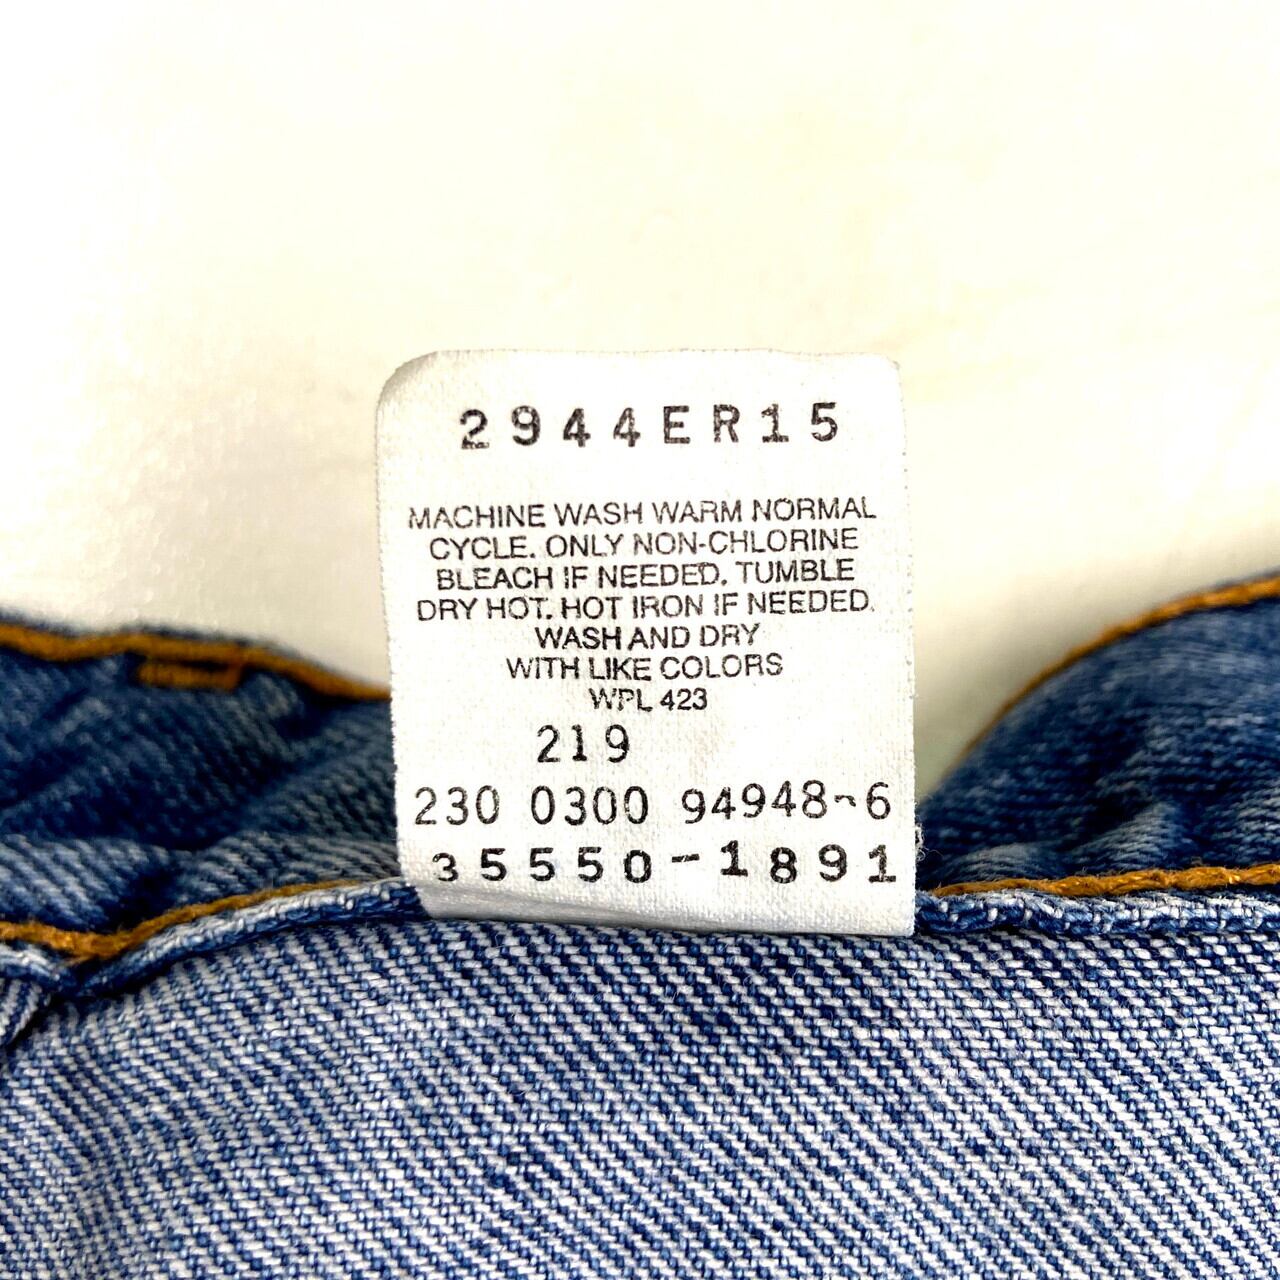 2944ER15
MACHINE WASH WARM NORMAL
CYCLE. ONLY NON-CHLORINE
BLEACH IF NEEDED. TUMBLE
DRY HOT. HOT IRON IF NEEDED.
WASH AND DRY
WITH LIKE COLORS
WPL 423
219
230 0300 94948-6
35550-1891